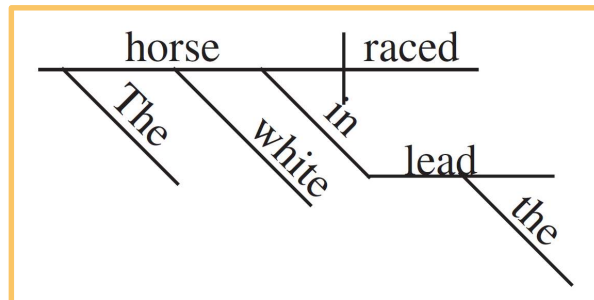 horse raced
The white in
lead
the